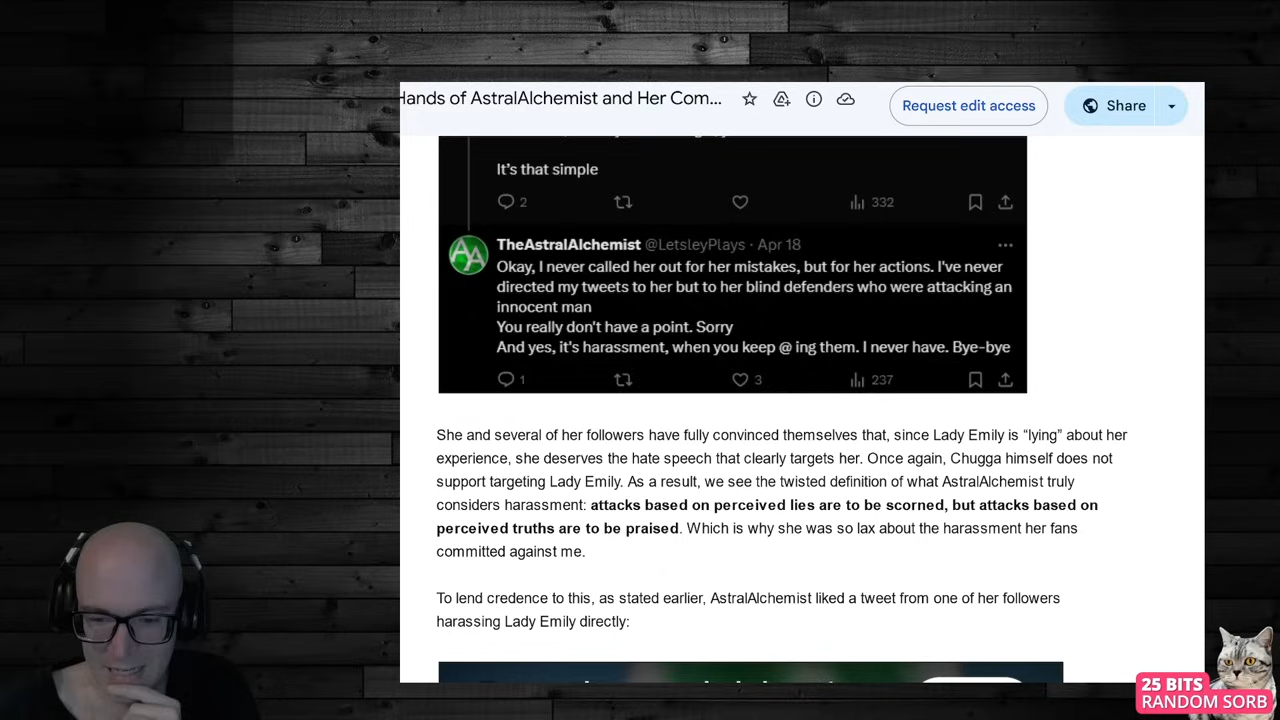 Hands of AstralAlchemist and Her Com...
Request edit access
Share
It's that simple
2
332
TheAstralAlchemist @LetsleyPlays · Apr 18
Okay, I never called her out for her mistakes, but for her actions. I've never
directed my tweets to her but to her blind defenders who were attacking an
innocent man
You really don't have a point. Sorry
And yes, it's harassment, when you keep @ ing them. I never have. Bye-bye
1
3
237
She and several of her followers have fully convinced themselves that, since Lady Emily is “lying” about her
experience, she deserves the hate speech that clearly targets her. Once again, Chugga himself does not
support targeting Lady Emily. As a result, we see the twisted definition of what AstralAlchemist truly
considers harassment: attacks based on perceived lies are to be scorned, but attacks based on
perceived truths are to be praised. Which is why she was so lax about the harassment her fans
committed against me.
To lend credence to this, as stated earlier, AstralAlchemist liked a tweet from one of her followers
harassing Lady Emily directly:
25 BITS
RANDOM SORB